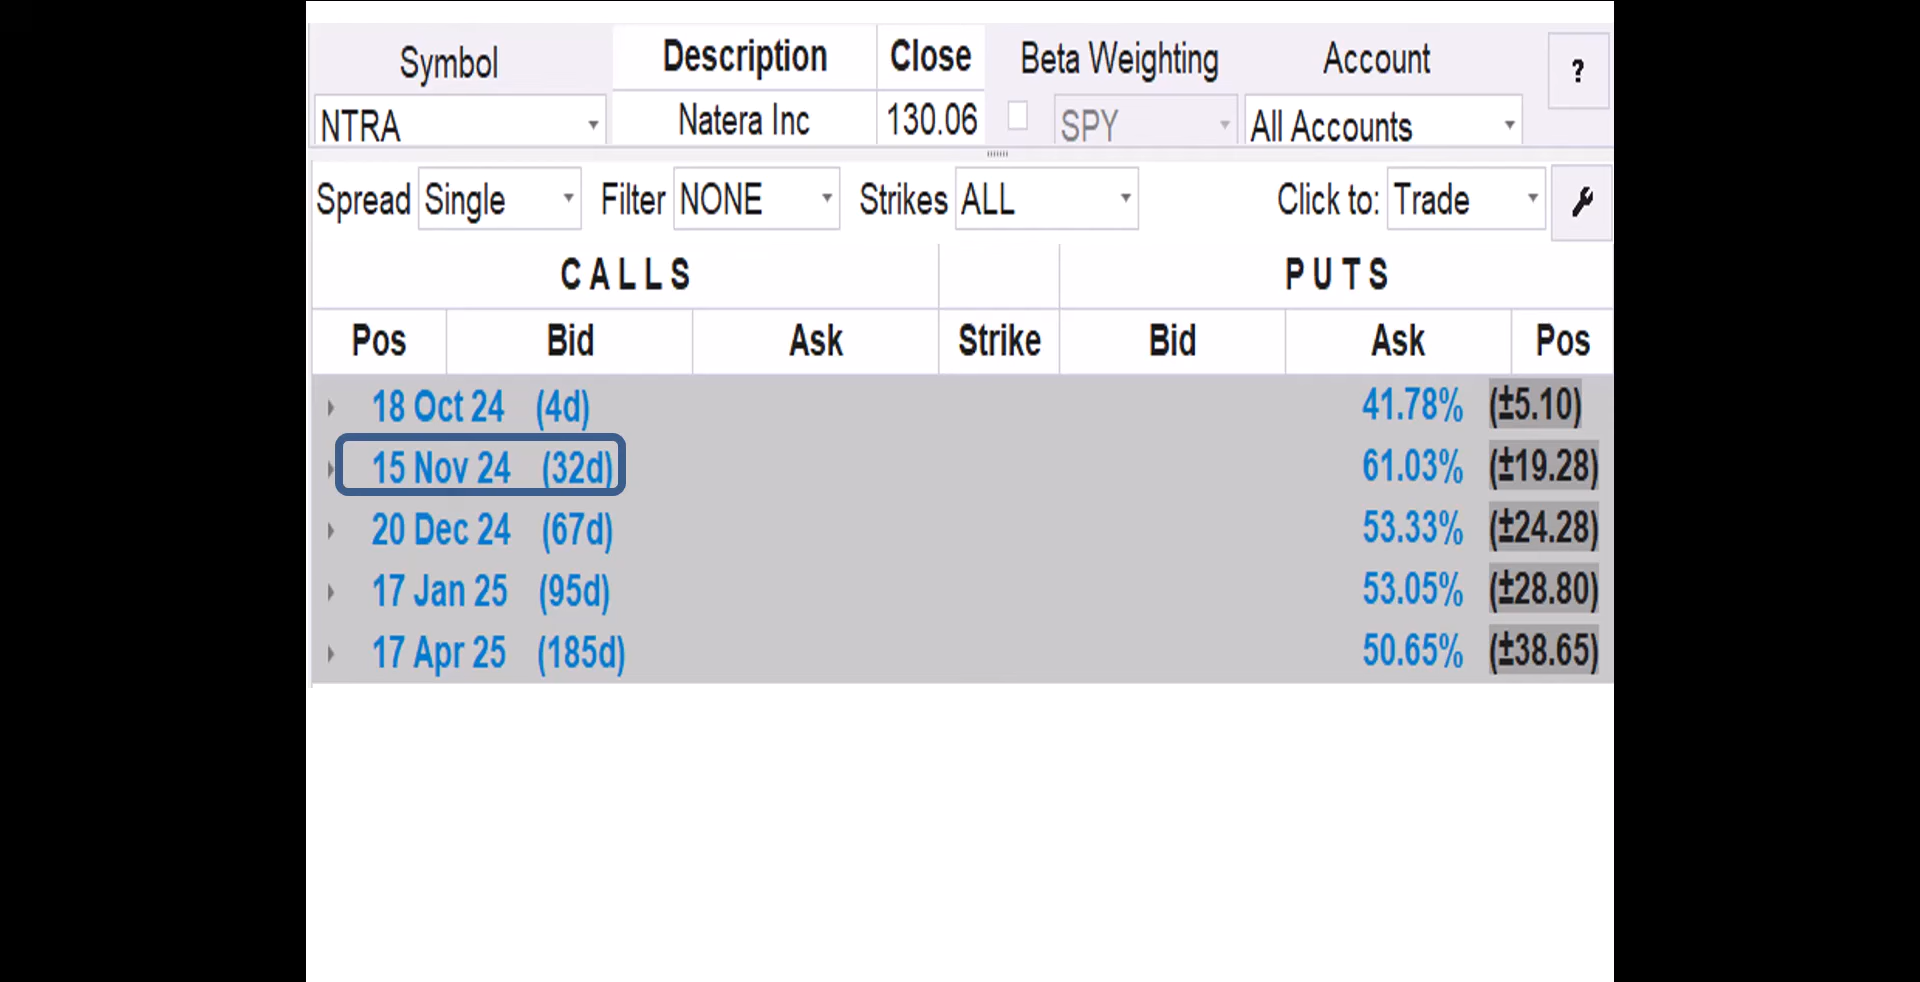 Symbol Description Close Beta Weighting Account ?
NTRA Natera Inc 130.06 SPY All Accounts
Spread Single Filter NONE Strikes ALL Click to: Trade
CALLS PUTS
Pos Bid Ask Strike Bid Ask Pos
18 Oct 24 (4d) 41.78% (±5.10)
15 Nov 24 (32d) 61.03% (±19.28)
20 Dec 24 (67d) 53.33% (±24.28)
17 Jan 25 (95d) 53.05% (±28.80)
17 Apr 25 (185d) 50.65% (±38.65)